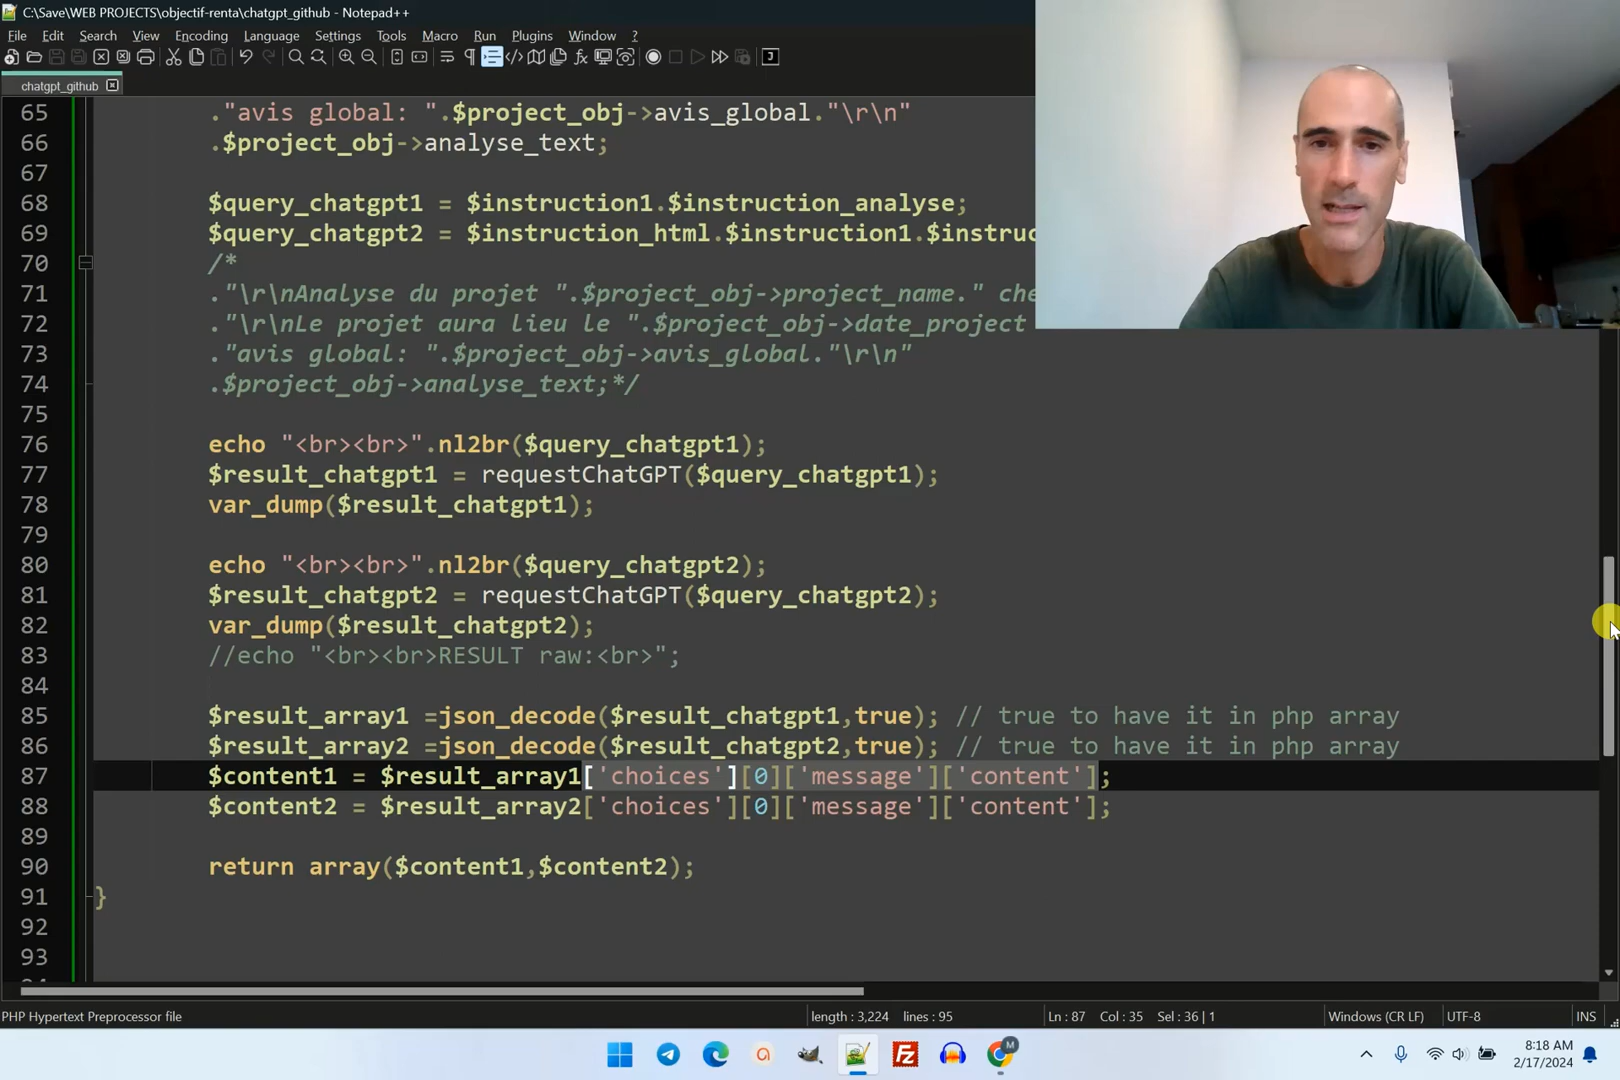 C:\Save\WEB PROJECTS\objectif-renta\chatgpt_github - Notepad++
File Edit Search View Encoding Language Settings Tools Macro Run Plugins Window ?
chatgpt_github
65 ."avis global: ".$project_obj->avis_global."\r\n"
66 .$project_obj->analyse_text;
67
68 $query_chatgpt1 = $instruction1.$instruction_analyse;
69 $query_chatgpt2 = $instruction_html.$instruction1.$instruc
70 /*
71 ."\r\nAnalyse du projet ".$project_obj->project_name." che
72 ."\r\nLe projet aura lieu le ".$project_obj->date_project
73 ."avis global: ".$project_obj->avis_global."\r\n"
74 .$project_obj->analyse_text;*/
75
76 echo "<br><br>".nl2br($query_chatgpt1);
77 $result_chatgpt1 = requestChatGPT($query_chatgpt1);
78 var_dump($result_chatgpt1);
79
80 echo "<br><br>".nl2br($query_chatgpt2);
81 $result_chatgpt2 = requestChatGPT($query_chatgpt2);
82 var_dump($result_chatgpt2);
83 //echo "<br><br>RESULT raw:<br>";
84
85 $result_array1 =json_decode($result_chatgpt1,true); // true to have it in php array
86 $result_array2 =json_decode($result_chatgpt2,true); // true to have it in php array
87 $content1 = $result_array1['choices'][0]['message']['content'];
88 $content2 = $result_array2['choices'][0]['message']['content'];
89
90 return array($content1,$content2);
91 }
92
93
PHP Hypertext Preprocessor file length : 3,224 lines : 95 Ln : 87 Col : 35 Sel : 36 | 1 Windows (CR LF) UTF-8 INS
8:18 AM
2/17/2024